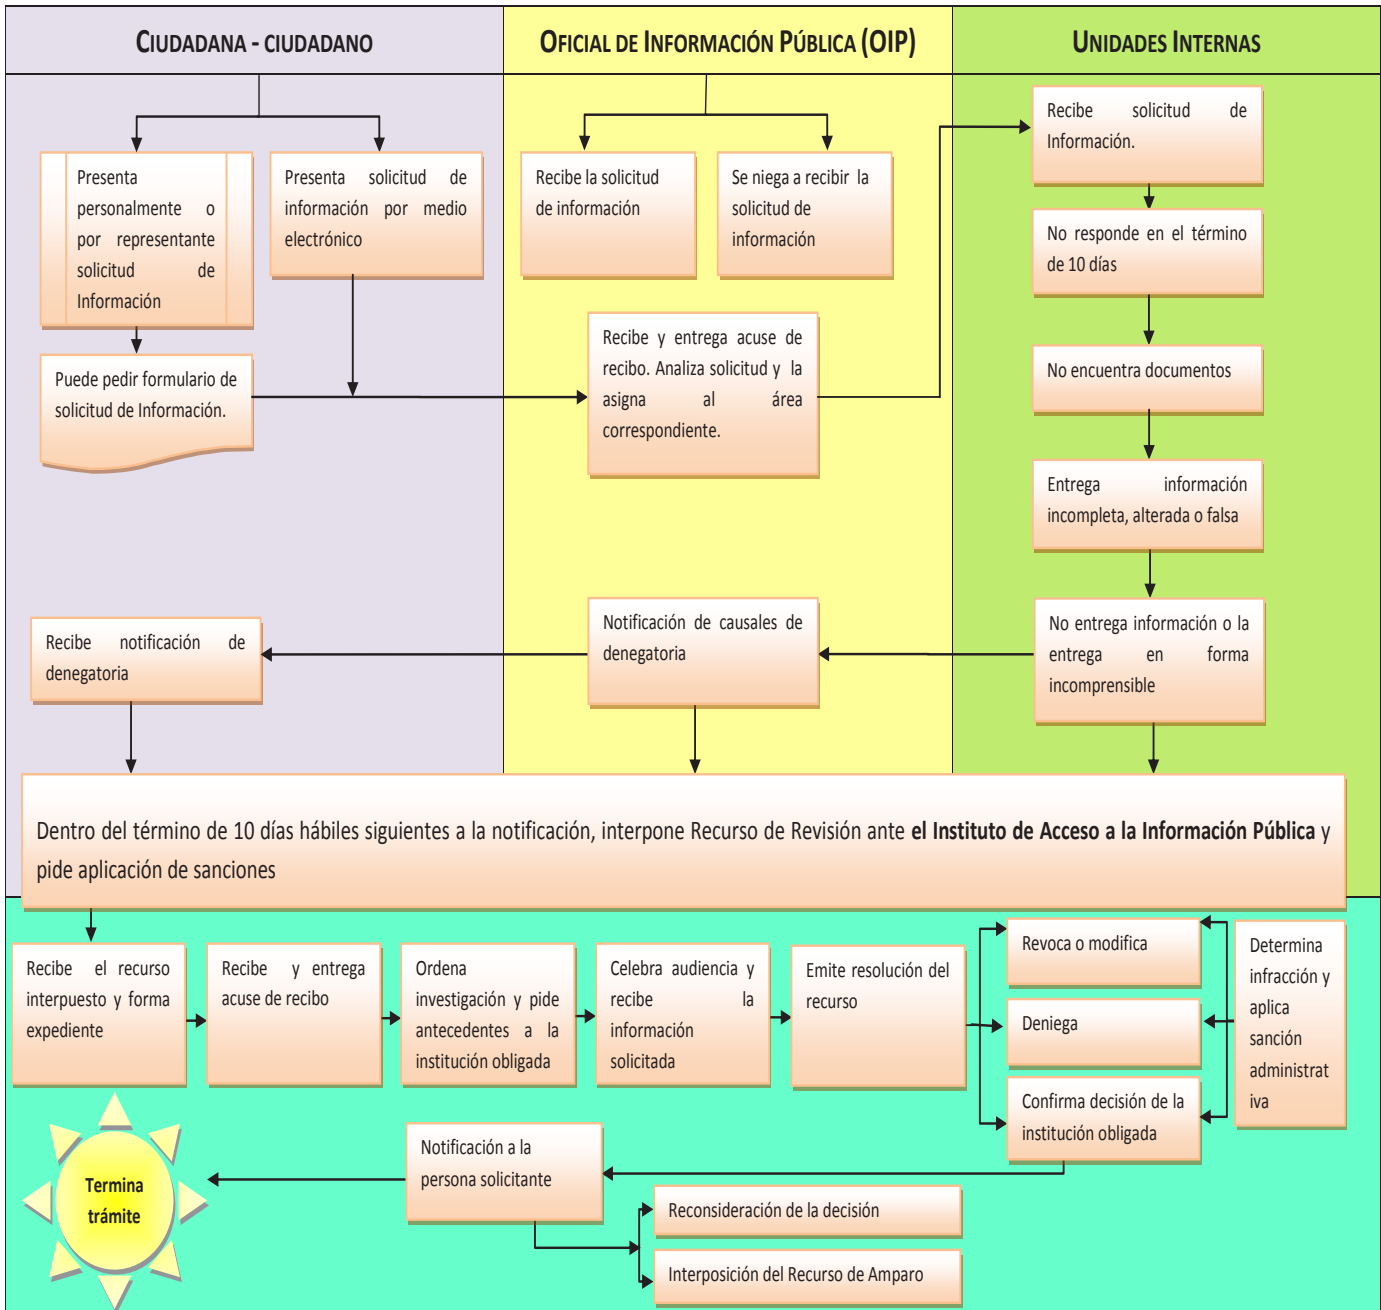 CIUDADANA - CIUDADANO
OFICIAL DE INFORMACIÓN PÚBLICA (OIP)
UNIDADES INTERNAS
Presenta
personalmente o
por representante
solicitud de
Información
Presenta solicitud de
información por medio
electrónico
Recibe la solicitud
de información
Se niega a recibir la
solicitud de
información
Recibe solicitud de
Información.
No responde en el término
de 10 días
Puede pedir formulario de
solicitud de Información.
Recibe y entrega acuse de
recibo. Analiza solicitud y la
asigna al área
correspondiente.
No encuentra documentos
Entrega información
incompleta, alterada o falsa
Recibe notificación de
denegatoria
Notificación de causales de
denegatoria
No entrega información o la
entrega en forma
incomprensible
Dentro del término de 10 días hábiles siguientes a la notificación, interpone Recurso de Revisión ante el Instituto de Acceso a la Información Pública y
pide aplicación de sanciones
Recibe el recurso
interpuesto y forma
expediente
Recibe y entrega
acuse de recibo
Ordena
investigación y pide
antecedentes a la
institución obligada
Celebra audiencia y
recibe la
información
solicitada
Emite resolución del
recurso
Revoca o modifica
Deniega
Confirma decisión de la
institución obligada
Determina
infracción y
aplica
sanción
administrat
iva
Termina
trámite
Notificación a la
persona solicitante
Reconsideración de la decisión
Interposición del Recurso de Amparo